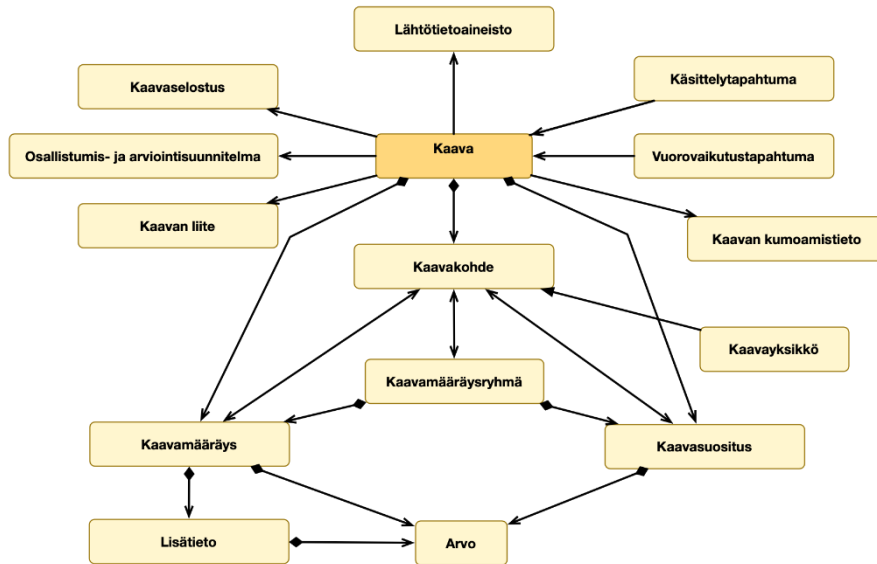 Lähtötietoaineisto
Kaavaselostus
Käsittelytapahtuma
Osallistumis- ja arviointisuunnitelma
Kaava
Vuorovaikutustapahtuma
Kaavan liite
Kaavan kumoamistieto
Kaavakohde
Kaavayksikkö
Kaavamääräysryhmä
Kaavamääräys
Kaavasuositus
Lisätieto
Arvo